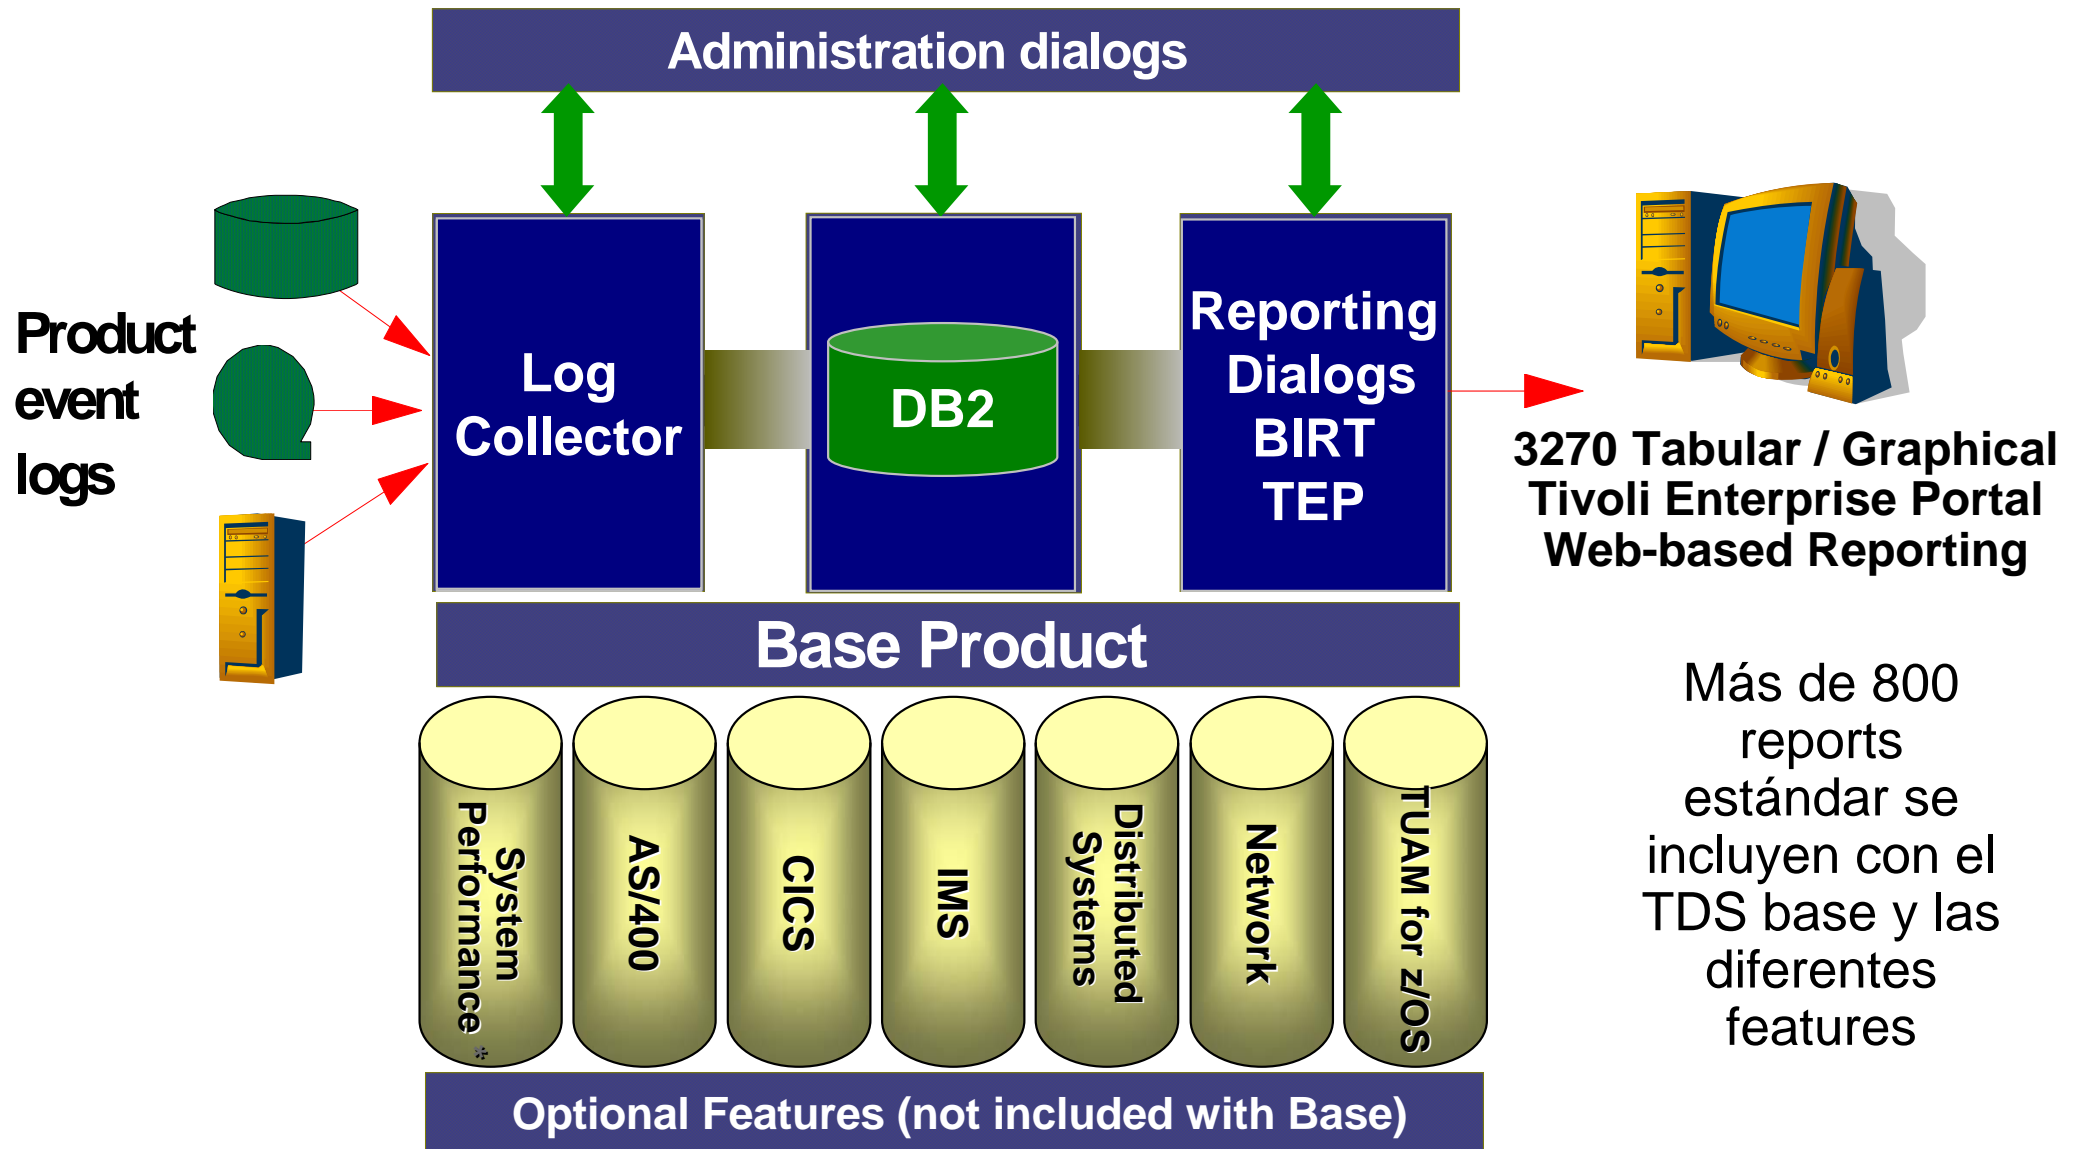 Administration dialogs
Product
event
logs
Log
Collector
DB2
Reporting
Dialogs
BIRT
TEP
3270 Tabular / Graphical
Tivoli Enterprise Portal
Web-based Reporting
Base Product
Más de 800
reports
estándar se
incluyen con el
TDS base y las
diferentes
features
System
Performance *
AS/400
CICS
IMS
Distributed
Systems
Network
TUAM for z/OS
Optional Features (not included with Base)